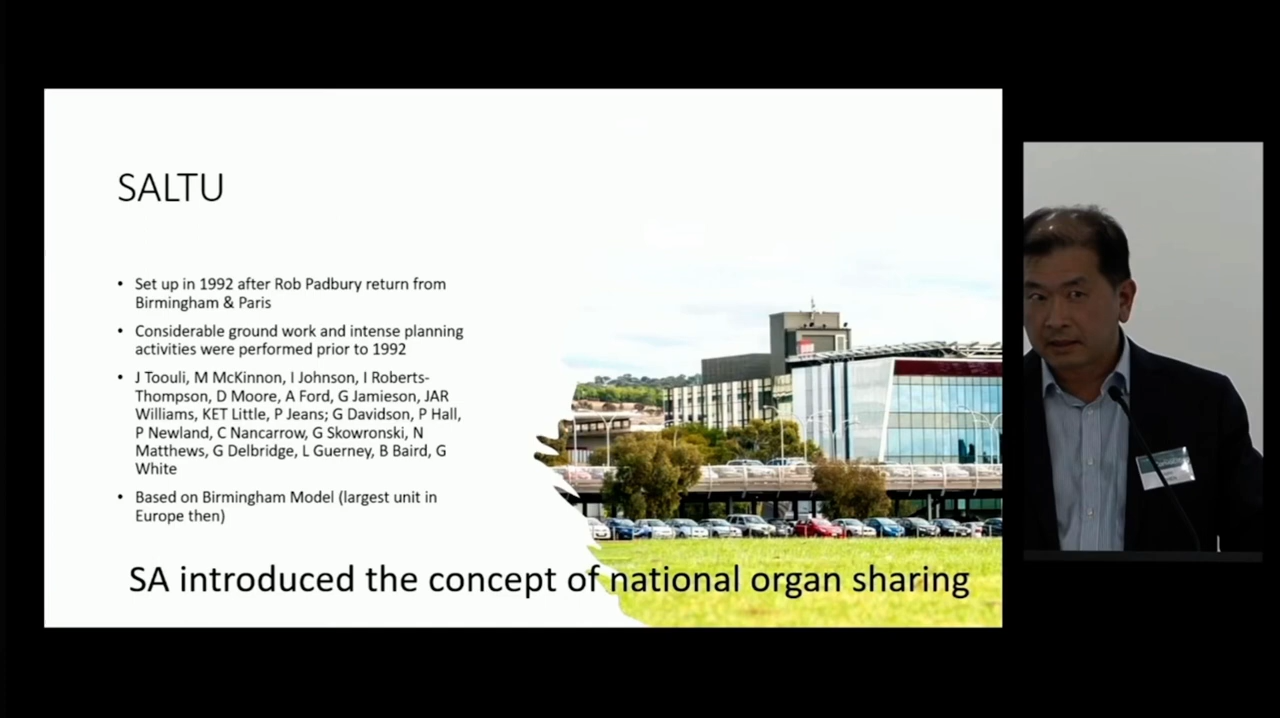 SALTU
• Set up in 1992 after Rob Padbury return from
Birmingham & Paris
• Considerable ground work and intense planning
activities were performed prior to 1992
• J Toouli, M McKinnon, I Johnson, I Roberts-
Thompson, D Moore, A Ford, G Jamieson, JAR
Williams, KET Little, P Jeans; G Davidson, P Hall,
P Newland, C Nancarrow, G Skowronski, N
Matthews, G Delbridge, L Guerney, B Baird, G
White
• Based on Birmingham Model (largest unit in
Europe then)
SA introduced the concept of national organ sharing